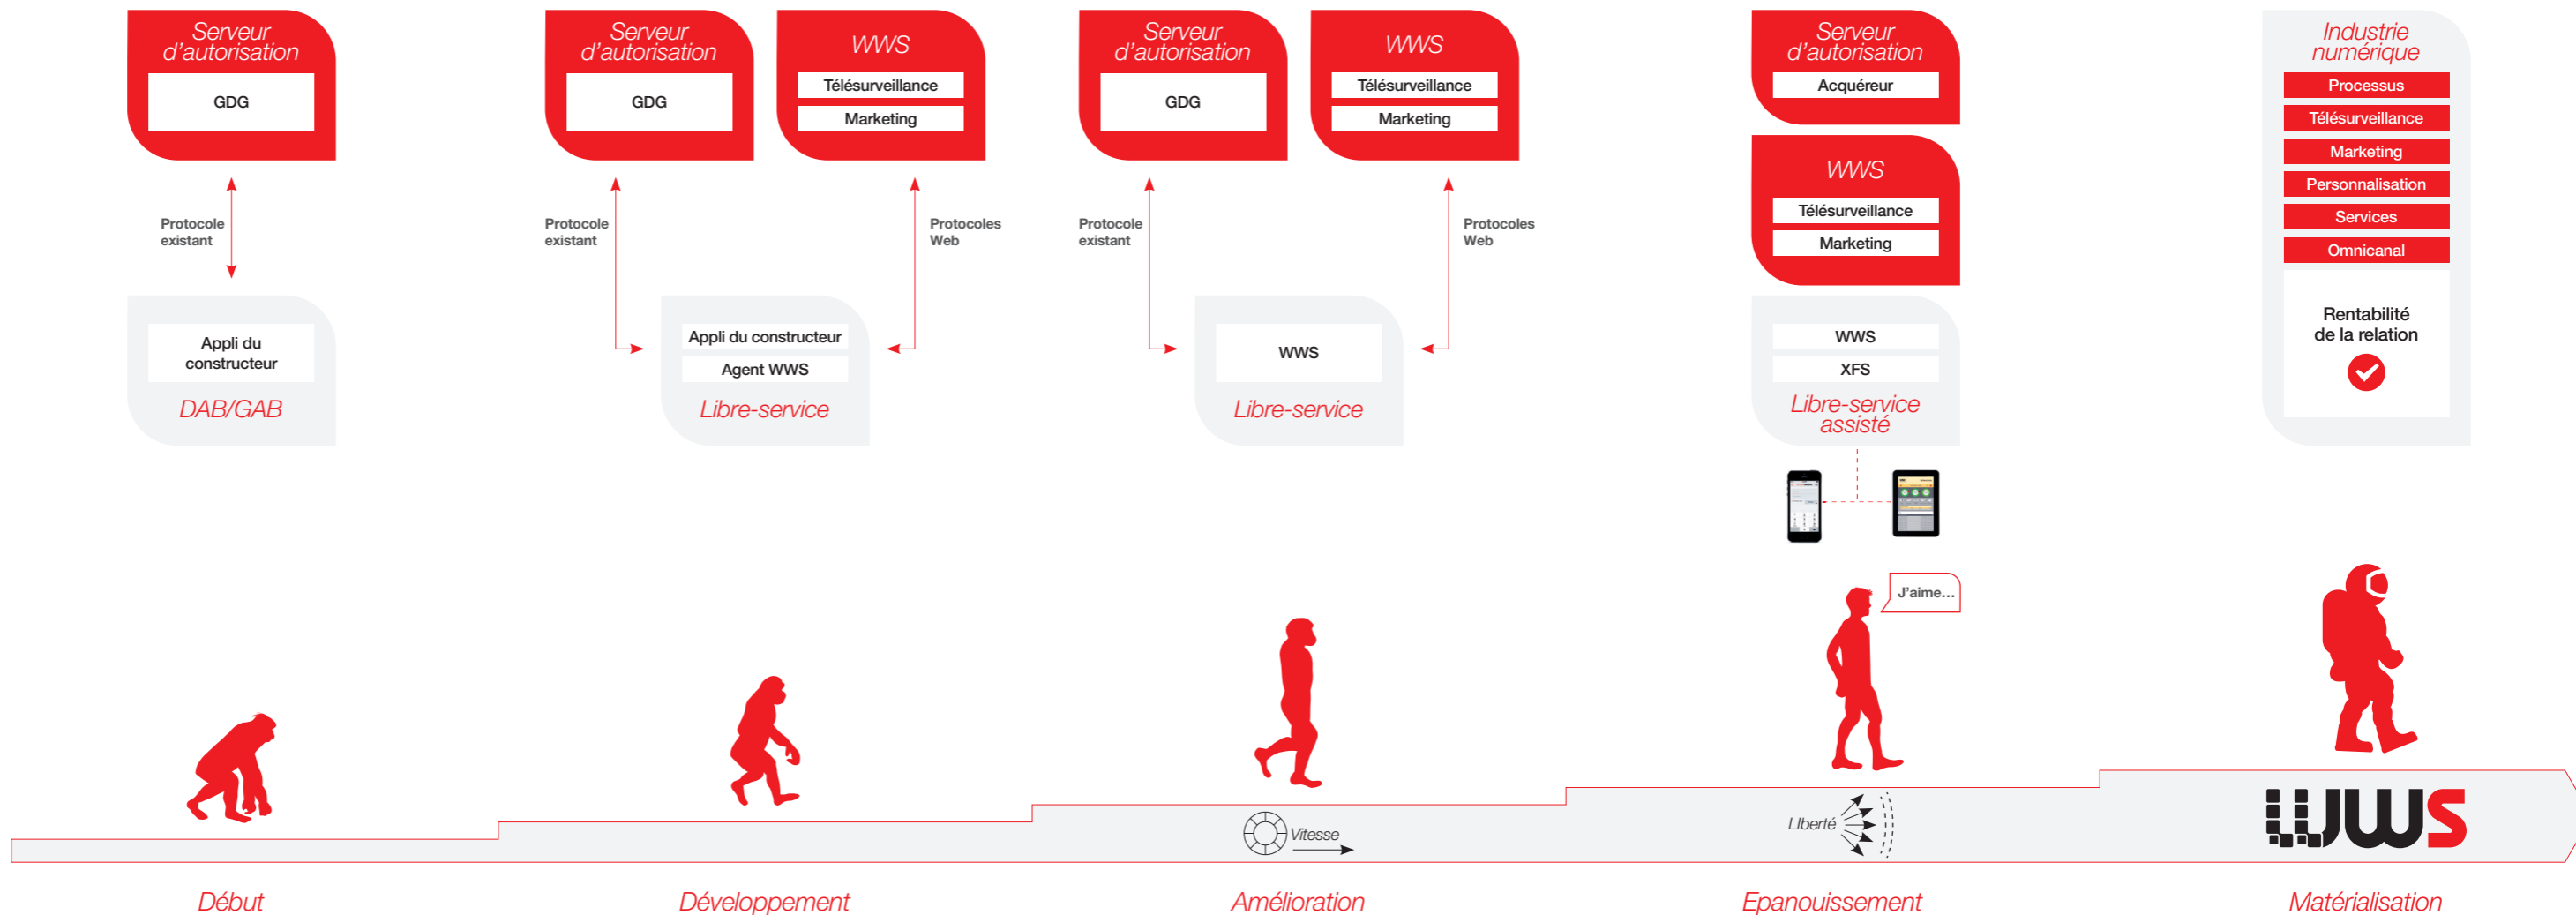 Serveur
d'autorisation
GDG
Protocole
existant
Appli du
constructeur
DAB/GAB
Serveur
d'autorisation
GDG
WWS
Télésurveillance
Marketing
Protocole
existant
Protocoles
Web
Appli du constructeur
Agent WWS
Libre-service
Serveur
d'autorisation
GDG
WWS
Télésurveillance
Marketing
Protocole
existant
Protocoles
Web
WWS
Libre-service
Serveur
d'autorisation
Acquéreur
WWS
Télésurveillance
Marketing
WWS
XFS
Libre-service
assisté
J'aime…
Industrie
numérique
Processus
Télésurveillance
Marketing
Personnalisation
Services
Omnicanal
Rentabilité
de la relation
Vitesse
LIberté
WWS
Début
Développement
Amélioration
Epanouissement
Matérialisation